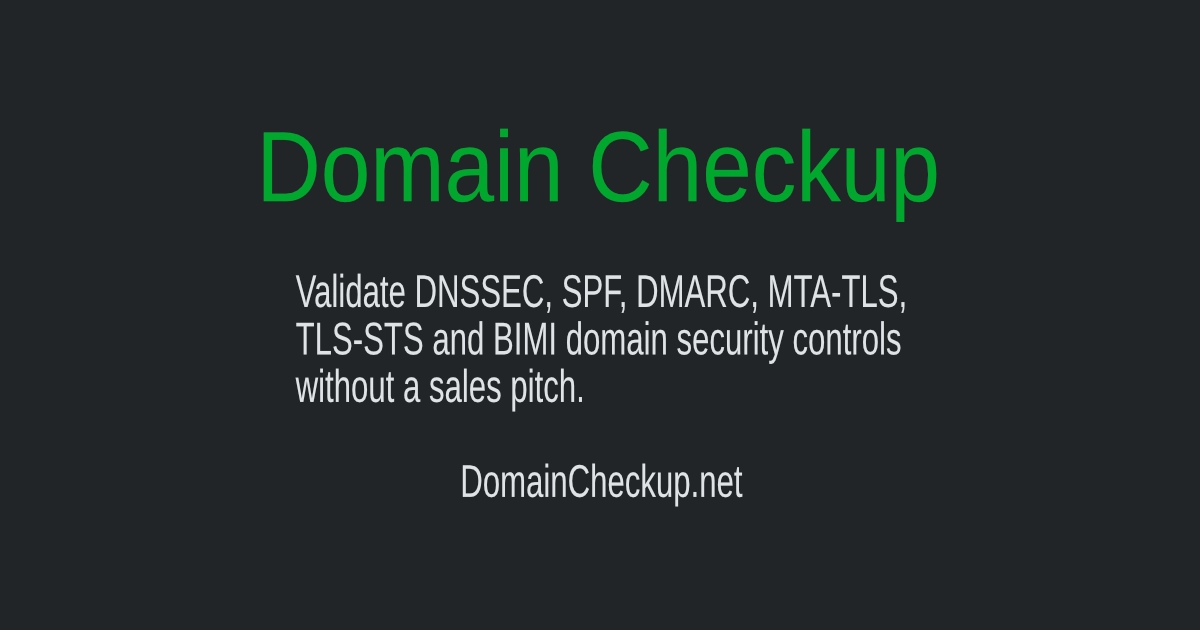 Domain Checkup
Validate DNSSEC, SPF, DMARC, MTA-TLS,
TLS-STS and BIMI domain security controls
without a sales pitch.
DomainCheckup.net